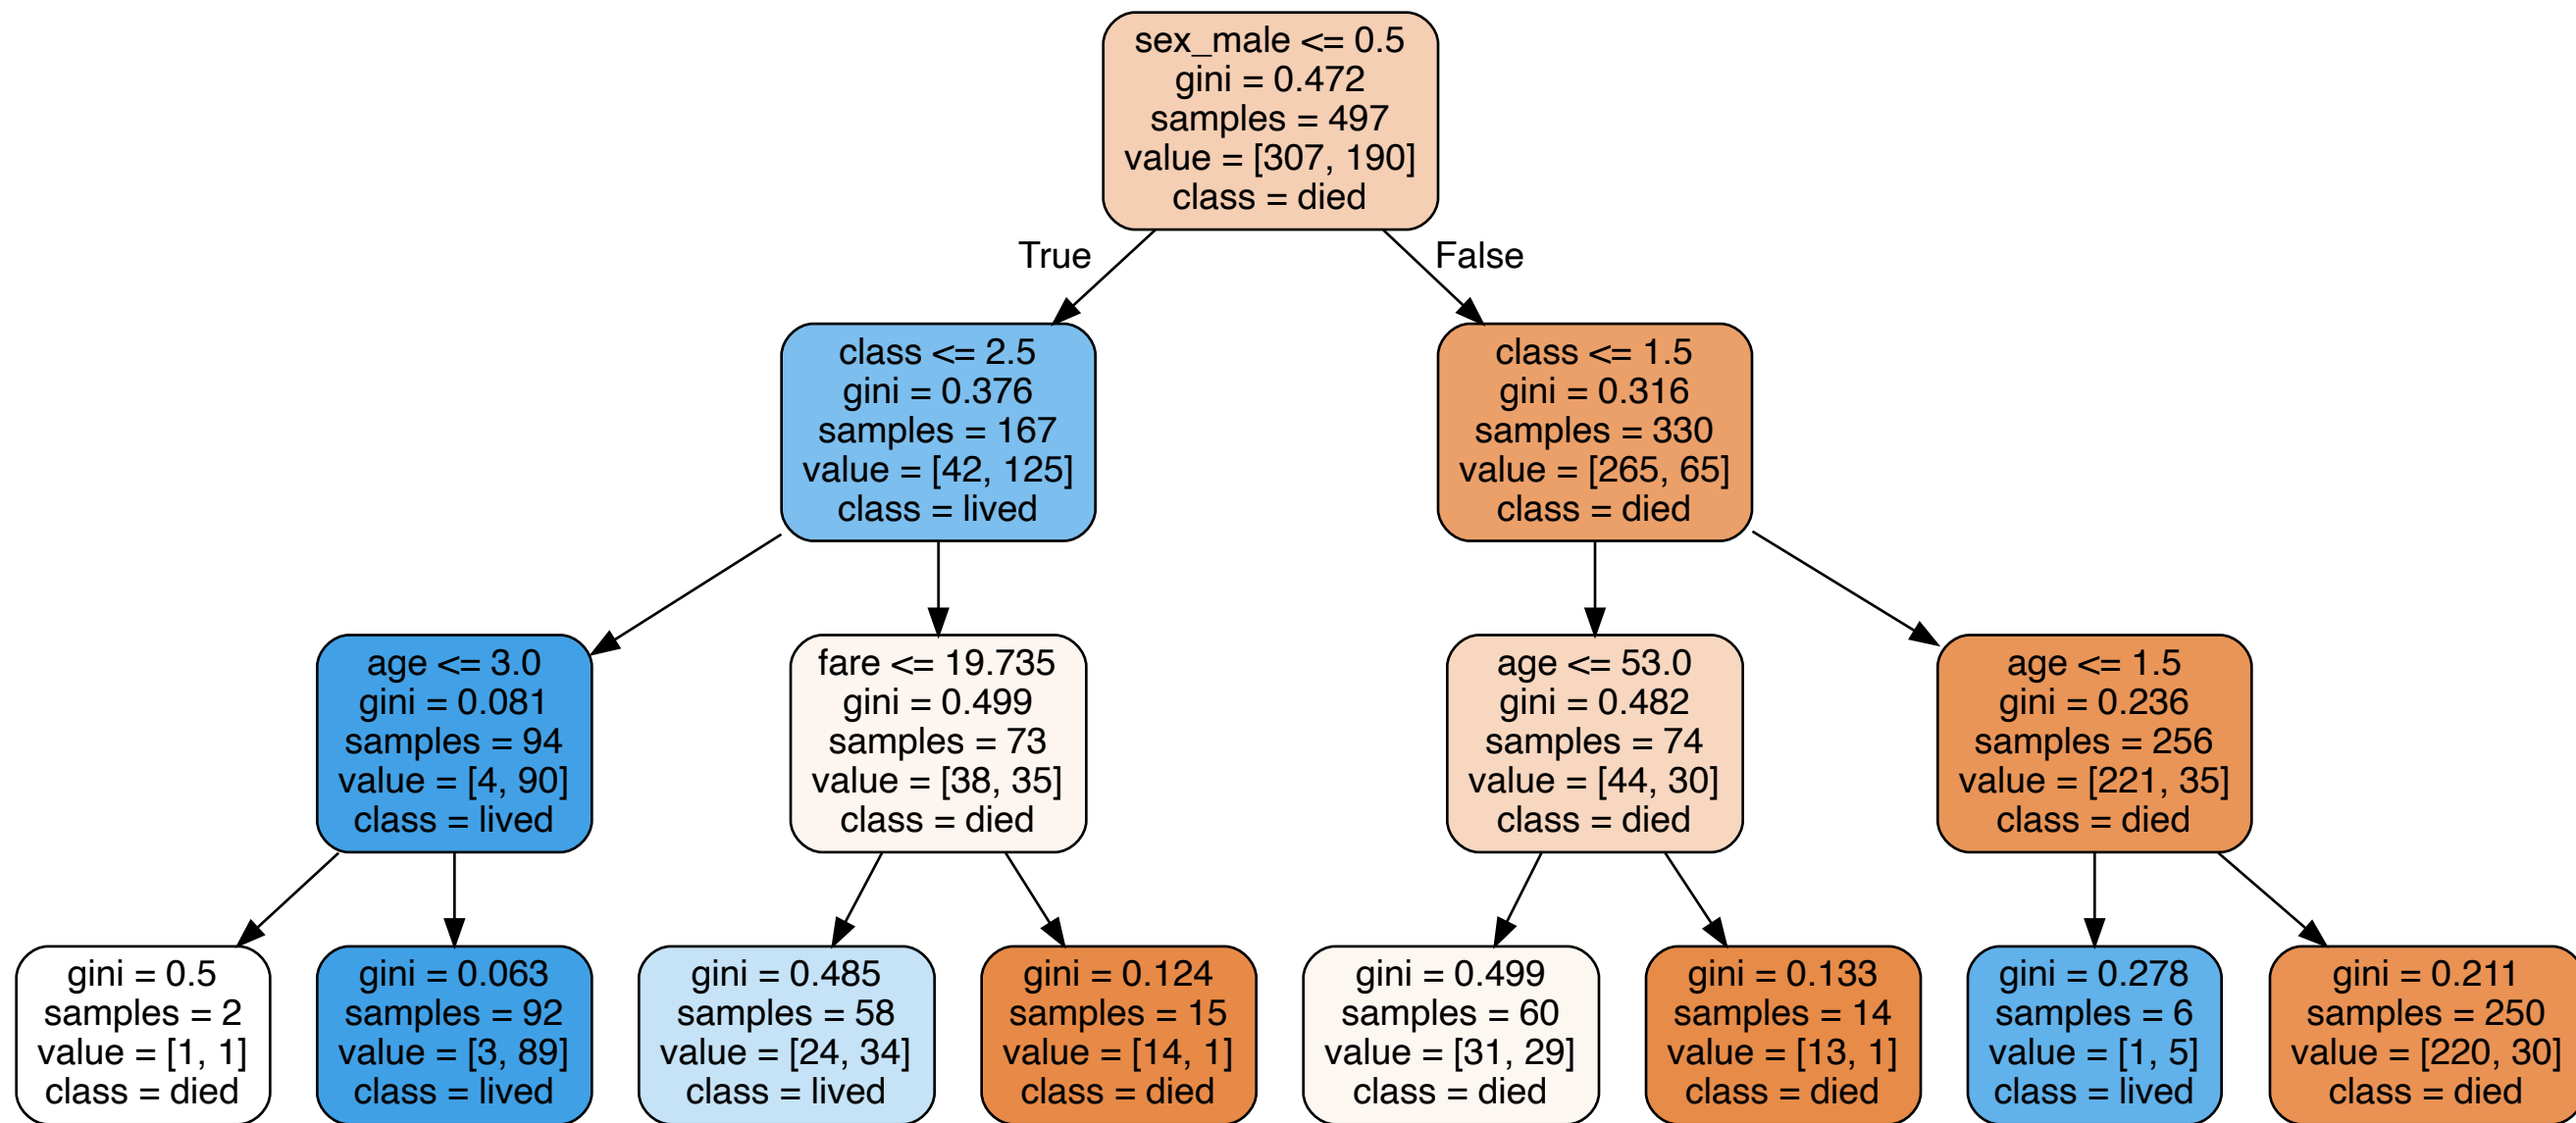 sex_male <= 0.5
gini = 0.472
samples = 497
value = [307, 190]
class = died
True
False
class <= 2.5
gini = 0.376
samples = 167
value = [42, 125]
class = lived
class <= 1.5
gini = 0.316
samples = 330
value = [265, 65]
class = died
age <= 3.0
gini = 0.081
samples = 94
value = [4, 90]
class = lived
fare <= 19.735
gini = 0.499
samples = 73
value = [38, 35]
class = died
age <= 53.0
gini = 0.482
samples = 74
value = [44, 30]
class = died
age <= 1.5
gini = 0.236
samples = 256
value = [221, 35]
class = died
gini = 0.5
samples = 2
value = [1, 1]
class = died
gini = 0.063
samples = 92
value = [3, 89]
class = lived
gini = 0.485
samples = 58
value = [24, 34]
class = lived
gini = 0.124
samples = 15
value = [14, 1]
class = died
gini = 0.499
samples = 60
value = [31, 29]
class = died
gini = 0.133
samples = 14
value = [13, 1]
class = died
gini = 0.278
samples = 6
value = [1, 5]
class = lived
gini = 0.211
samples = 250
value = [220, 30]
class = died